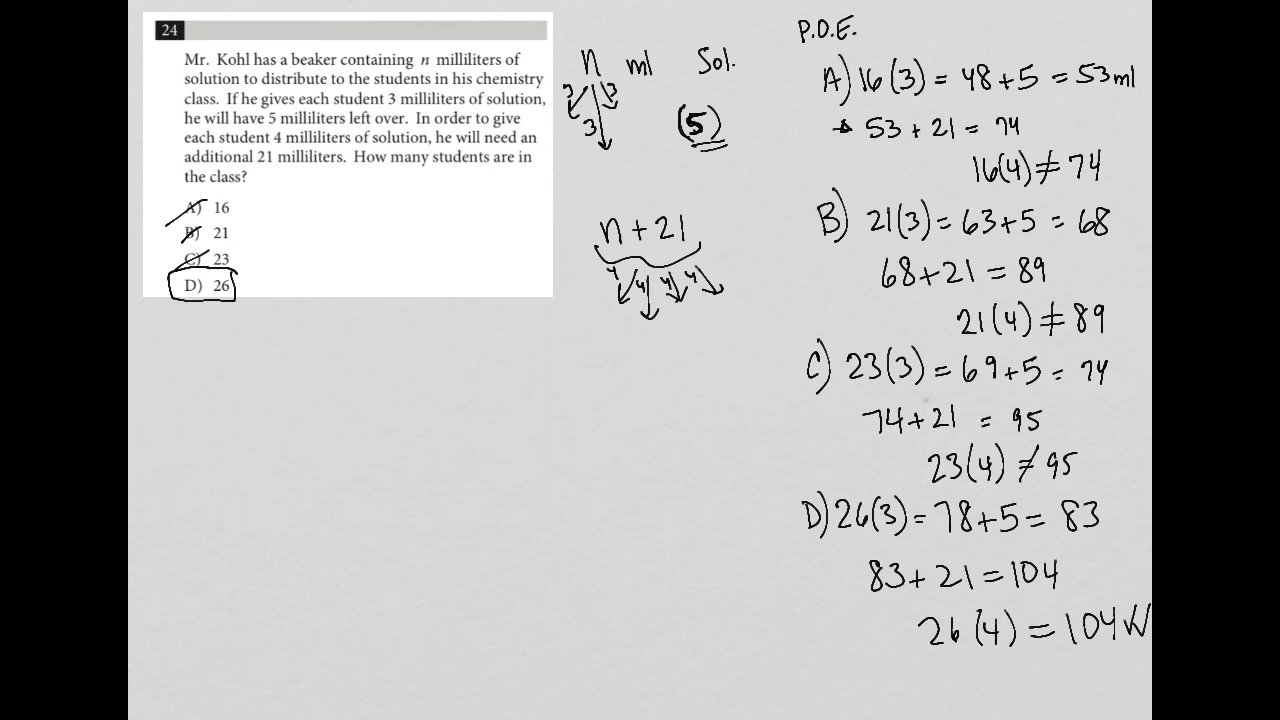 24
Mr. Kohl has a beaker containing n milliliters of
solution to distribute to the students in his chemistry
class. If he gives each student 3 milliliters of solution,
he will have 5 milliliters left over. In order to give
each student 4 milliliters of solution, he will need an
additional 21 milliliters. How many students are in
the class?
A) 16
B) 21
C) 23
D) 26
n ml Sol.
3 3
3
(5)
n + 21
4 4 4 4
P.O.E.
A) 16(3) = 48+5 = 53ml
53 + 21 = 74
16(4) ≠ 74
B) 21(3) = 63+5 = 68
68+21 = 89
21(4) ≠ 89
C) 23(3) = 69+5 = 74
74+21 = 95
23(4) ≠ 95
D) 26(3) = 78+5 = 83
83+21 = 104
26(4) = 104